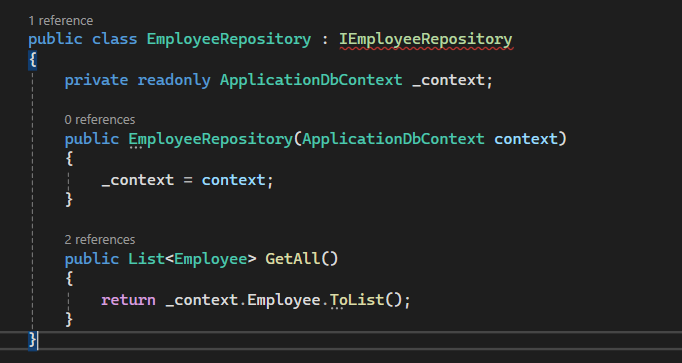 1 reference
public class EmployeeRepository : IEmployeeRepository
{
private readonly ApplicationDbContext _context;
0 references
public EmployeeRepository(ApplicationDbContext context)
{
_context = context;
}
2 references
public List<Employee> GetAll()
{
return _context.Employee.ToList();
}
}